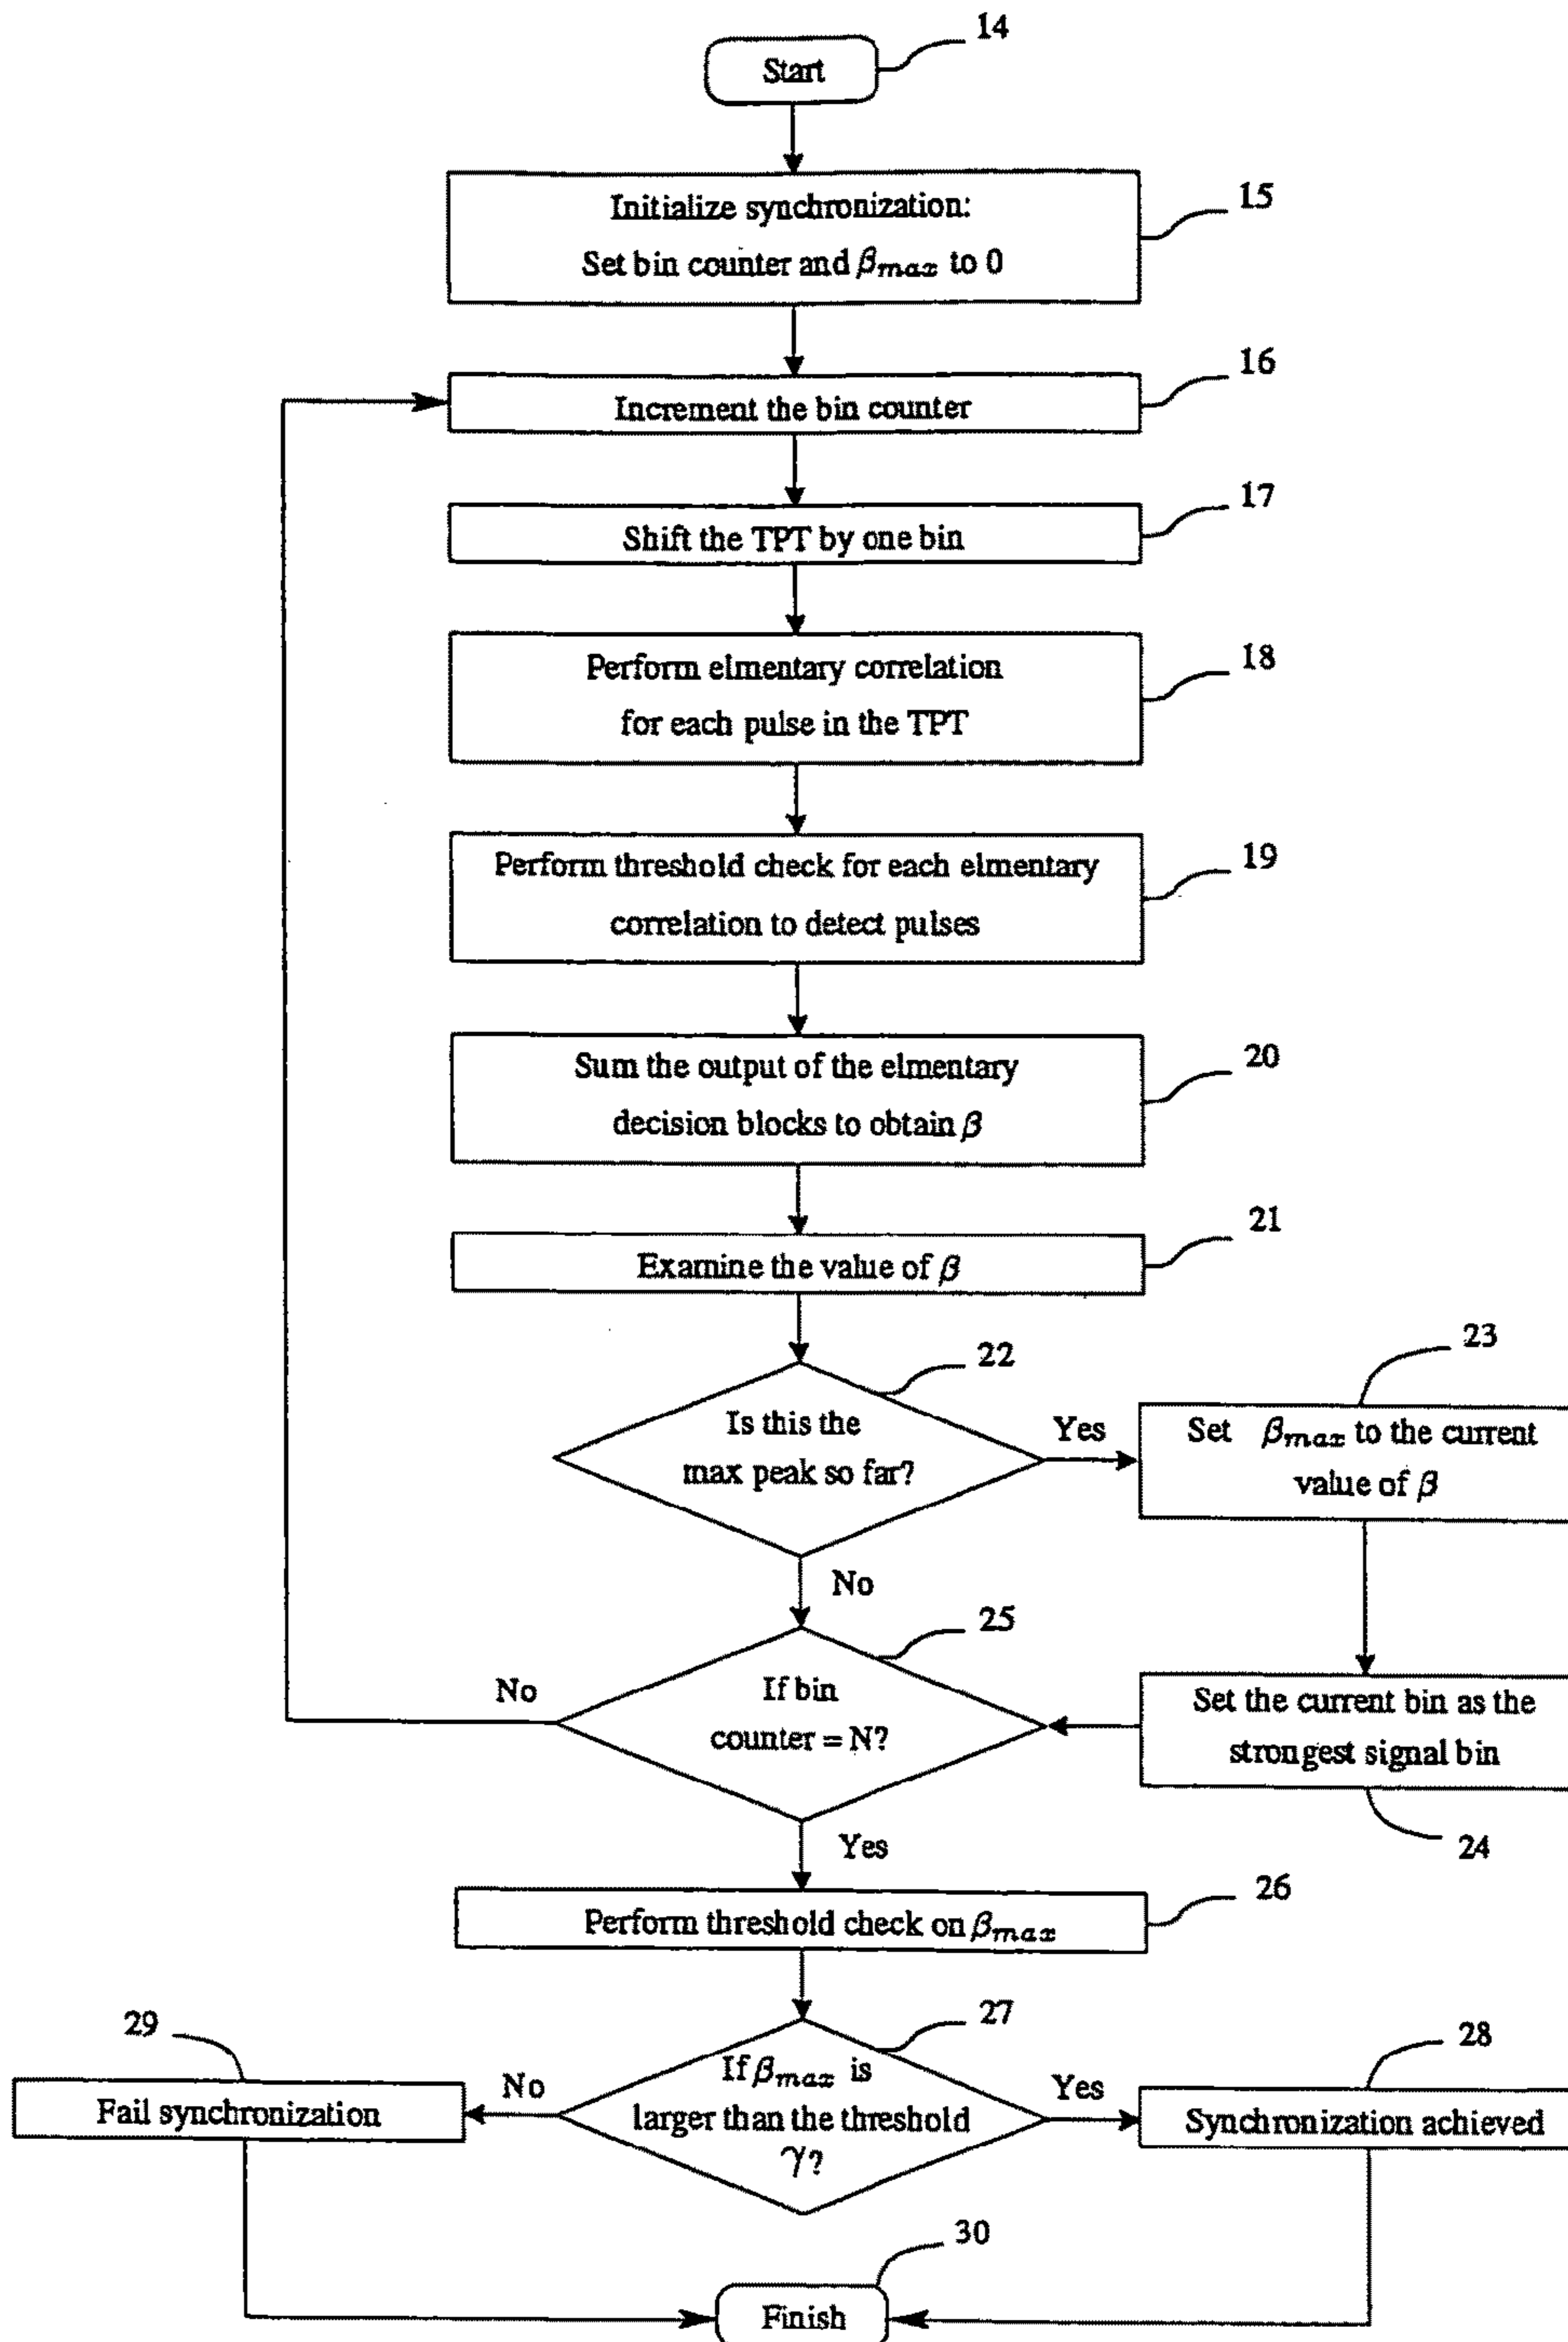 14
Start
15
Initialize synchronization:
Set bin counter and βmax to 0
16
Increment the bin counter
17
Shift the TPT by one bin
18
Perform elmentary correlation
for each pulse in the TPT
19
Perform threshold check for each elmentary
correlation to detect pulses
20
Sum the output of the elmentary
decision blocks to obtain β
21
Examine the value of β
22
Is this the
max peak so far?
Yes
23
Set βmax to the current
value of β
No
25
If bin
counter = N?
No
Set the current bin as the
strongest signal bin
24
Yes
26
Perform threshold check on βmax
27
If βmax is
larger than the threshold
γ?
No
29
Fail synchronization
Yes
28
Synchronization achieved
30
Finish